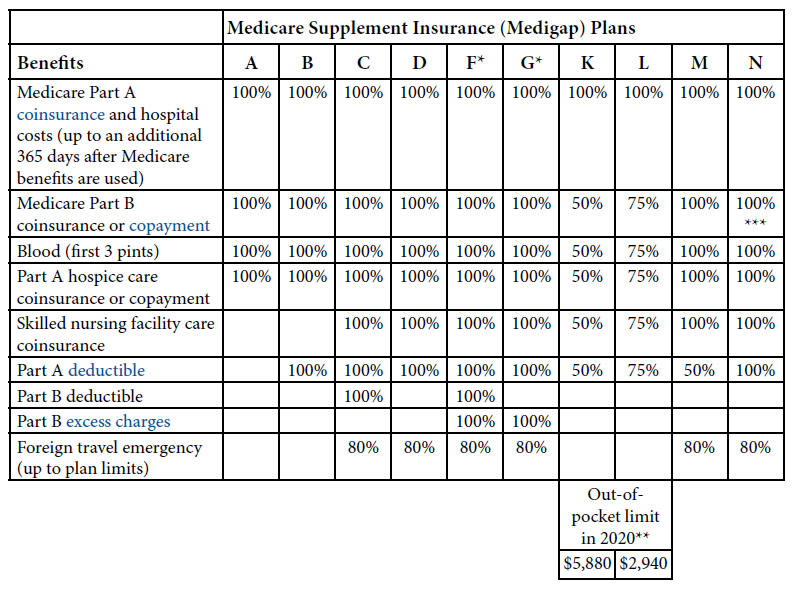 Medicare Supplement Insurance (Medigap) Plans
Benefits A B C D F* G* K L M N
Medicare Part A 100% 100% 100% 100% 100% 100% 100% 100% 100% 100%
coinsurance and hospital
costs (up to an additional
365 days after Medicare
benefits are used)
Medicare Part B 100% 100% 100% 100% 100% 100% 50% 75% 100% 100%
coinsurance or copayment ***
Blood (first 3 pints) 100% 100% 100% 100% 100% 100% 50% 75% 100% 100%
Part A hospice care 100% 100% 100% 100% 100% 100% 50% 75% 100% 100%
coinsurance or copayment
Skilled nursing facility care 100% 100% 100% 100% 50% 75% 100% 100%
coinsurance
Part A deductible 100% 100% 100% 100% 100% 50% 75% 50% 100%
Part B deductible 100% 100%
Part B excess charges 100% 100%
Foreign travel emergency 80% 80% 80% 80% 80% 80%
(up to plan limits)
Out-of-
pocket limit
in 2020**
$5,880 $2,940